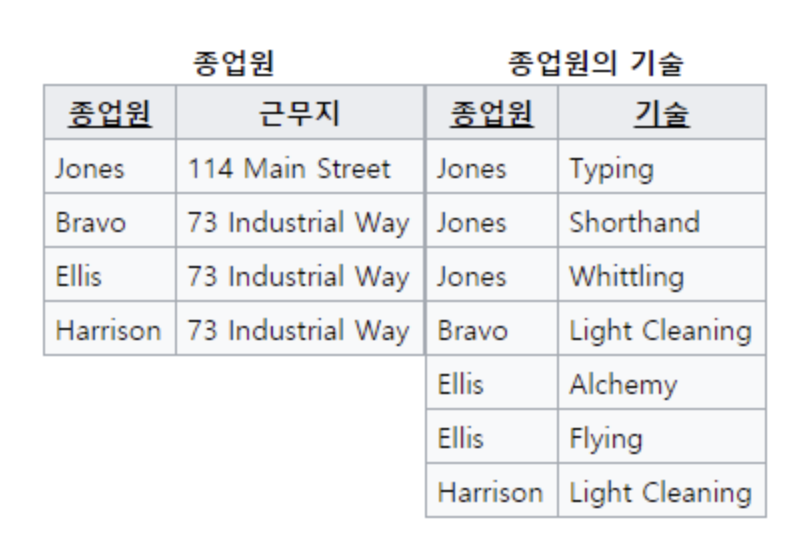 종업원
종업원 근무지
Jones 114 Main Street
Bravo 73 Industrial Way
Ellis 73 Industrial Way
Harrison 73 Industrial Way
종업원의 기술
종업원 기술
Jones Typing
Jones Shorthand
Jones Whittling
Bravo Light Cleaning
Ellis Alchemy
Ellis Flying
Harrison Light Cleaning